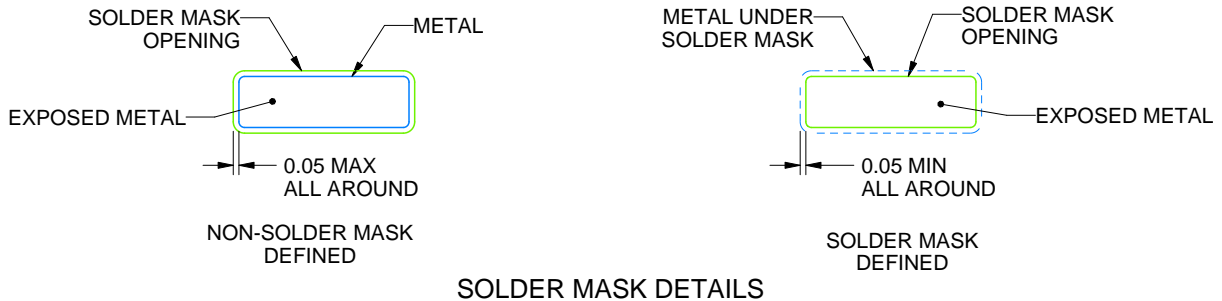 SOLDER MASK
OPENING
METAL
EXPOSED METAL
0.05 MAX
ALL AROUND
NON-SOLDER MASK
DEFINED
METAL UNDER
SOLDER MASK
SOLDER MASK
OPENING
EXPOSED METAL
0.05 MIN
ALL AROUND
SOLDER MASK
DEFINED
SOLDER MASK DETAILS